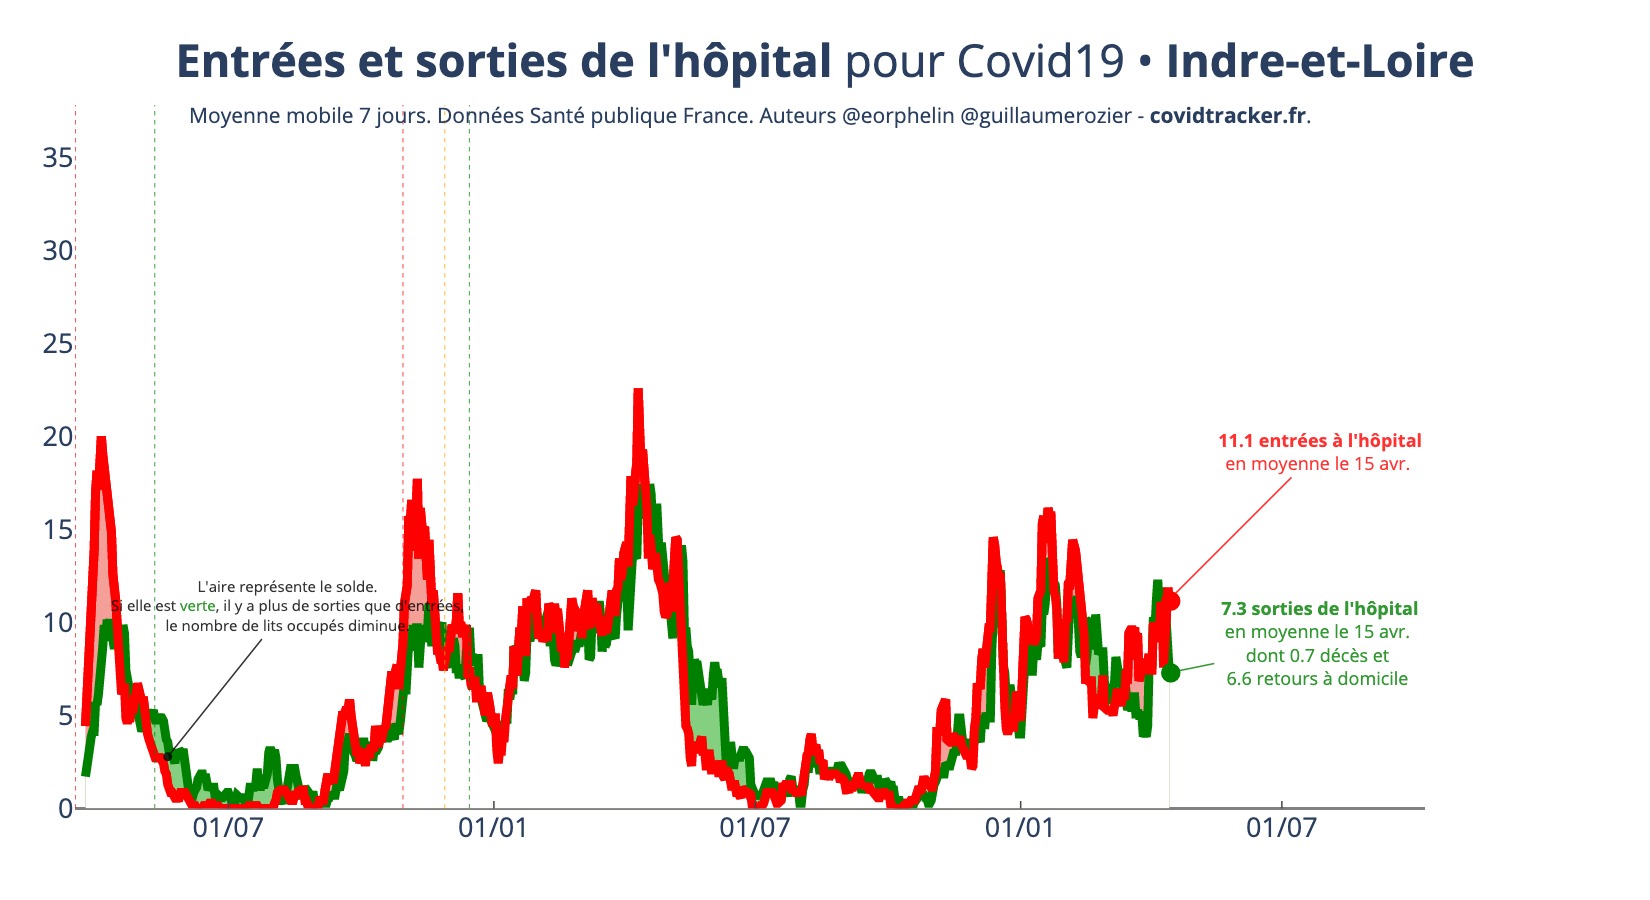 Entrées et sorties de l'hôpital pour Covid19 • Indre-et-Loire
Moyenne mobile 7 jours. Données Santé publique France. Auteurs @eorphelin @guillaumerozier - covidtracker.fr.
35
30
25
20
15
10
5
0
11.1 entrées à l'hôpital
en moyenne le 15 avr.
L'aire représente le solde.
Si elle est verte, il y a plus de sorties que d'entrées,
le nombre de lits occupés diminue.
7.3 sorties de l'hôpital
en moyenne le 15 avr.
dont 0.7 décès et
6.6 retours à domicile
01/07
01/01
01/07
01/01
01/07